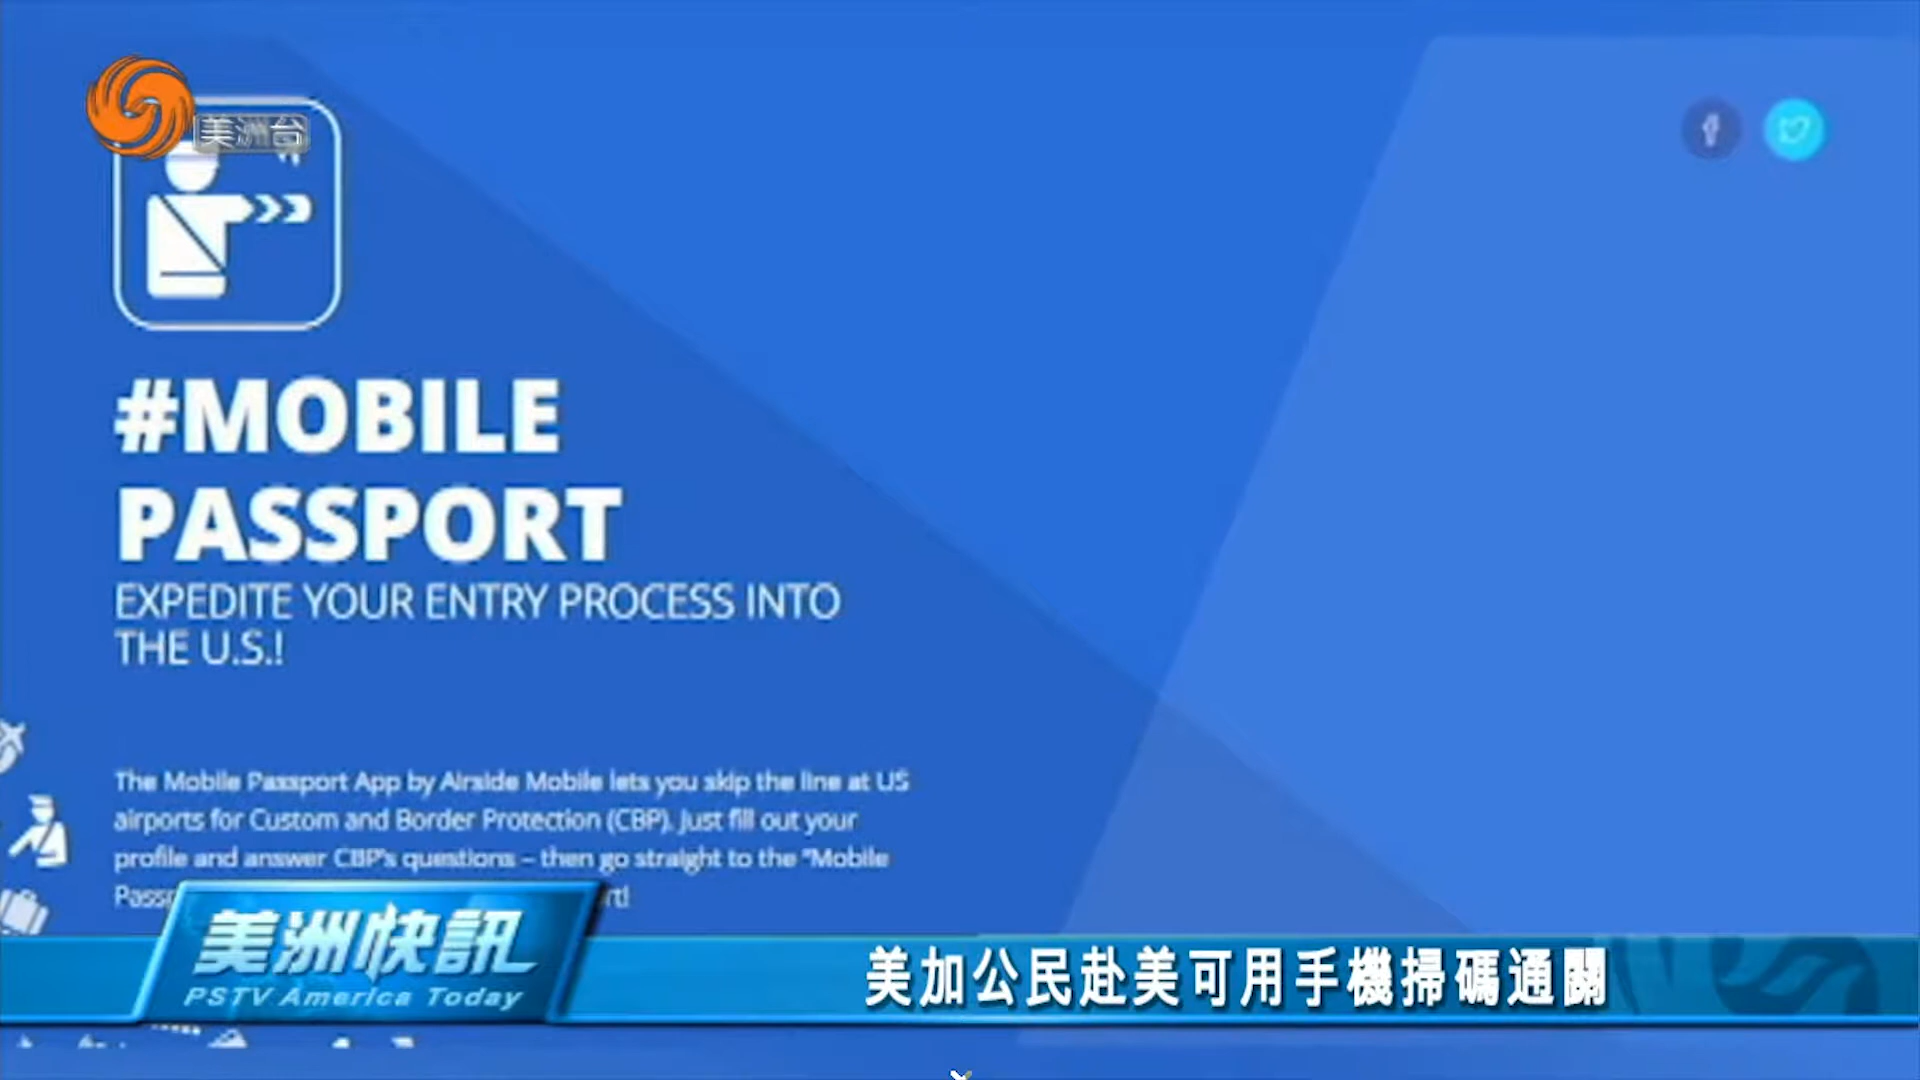 美洲台
#MOBILE
PASSPORT
EXPEDITE YOUR ENTRY PROCESS INTO
THE U.S.!
The Mobile Passport App by Airside Mobile lets you skip the line at US
airports for Custom and Border Protection (CBP). Just fill out your
profile and answer CBP's questions – then go straight to the "Mobile
美洲快訊
PSTV America Today
美加公民赴美可用手機掃碼通關